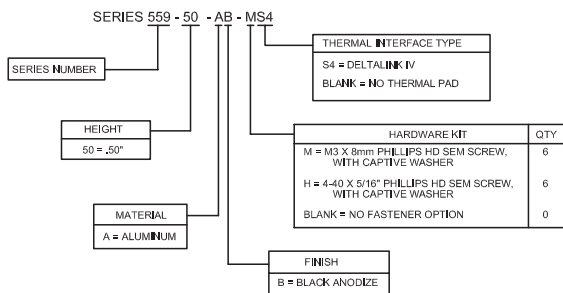 SERIES 559 - 50 - AB - MS4
THERMAL INTERFACE TYPE
S4 = DELTALINK IV
BLANK = NO THERMAL PAD
SERIES NUMBER
HEIGHT
50 = .50"
HARDWARE KIT QTY
M = M3 X 8mm PHILLIPS HD SEM SCREW, 6
WITH CAPTIVE WASHER
H = 4-40 X 5/16" PHILLIPS HD SEM SCREW, 6
WITH CAPTIVE WASHER
BLANK = NO FASTENER OPTION 0
MATERIAL
A = ALUMINUM
FINISH
B = BLACK ANODIZE